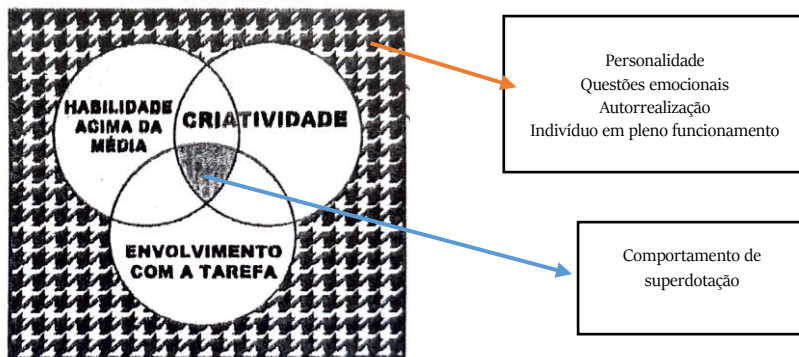 HABILIDADE
ACIMA DA
MÉDIA
CRIATIVIDADE
ENVOLVIMENTO
COM A TAREFA
Personalidade
Questões emocionais
Autorrealização
Indivíduo em pleno funcionamento
Comportamento de
superdotação